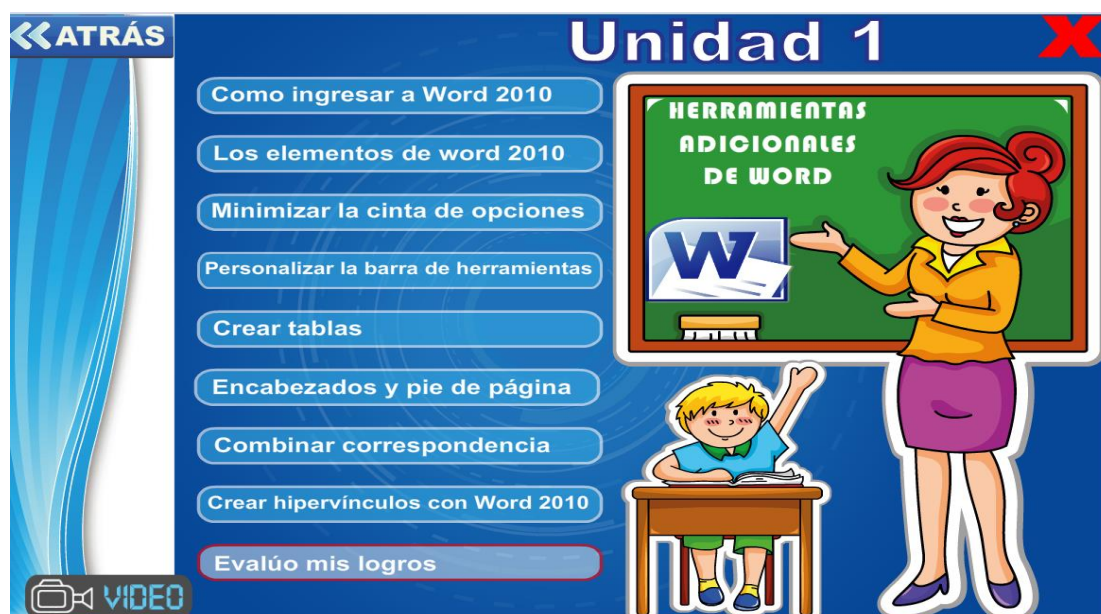 ATRÁS
Unidad 1
X
Como ingresar a Word 2010
Los elementos de word 2010
Minimizar la cinta de opciones
Personalizar la barra de herramientas
Crear tablas
Encabezados y pie de página
Combinar correspondencia
Crear hipervínculos con Word 2010
Evalúo mis logros
HERRAMIENTAS
ADICIONALES
DE WORD
W
VIDEO